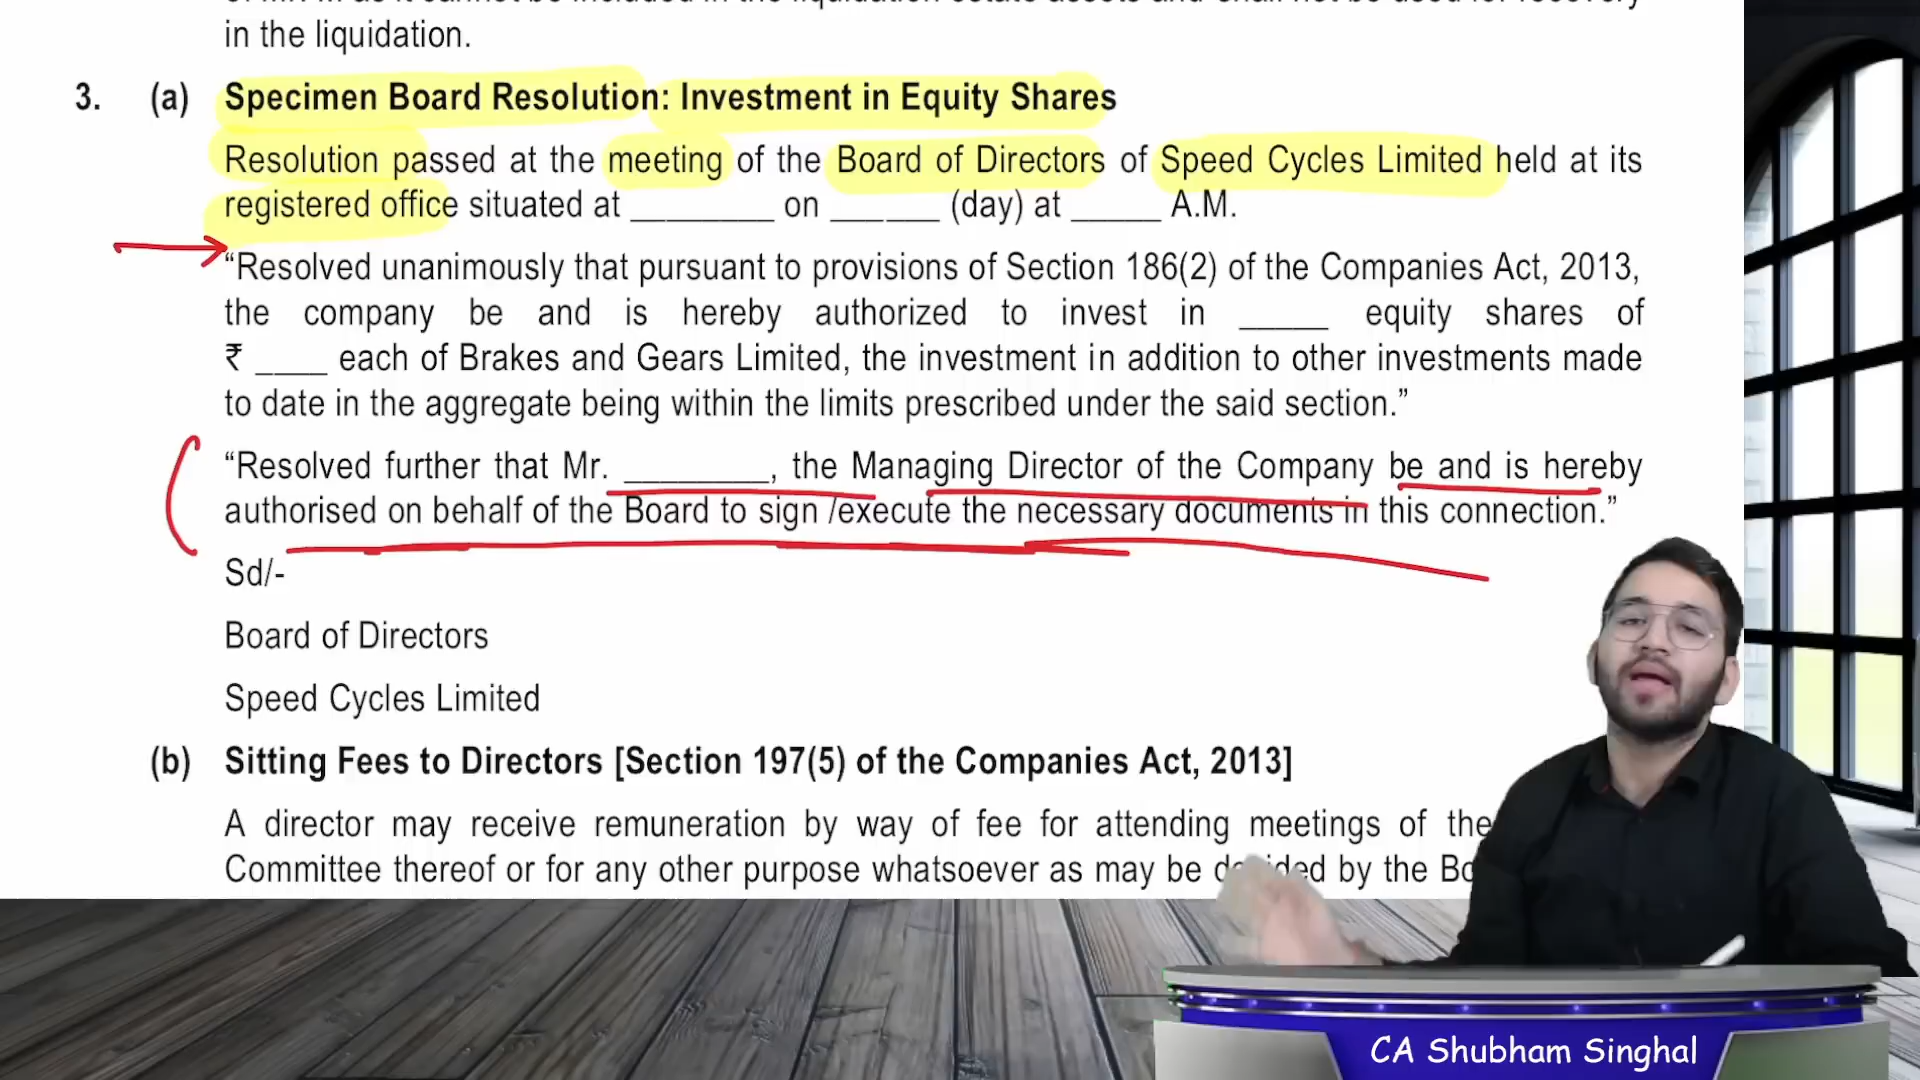 in the liquidation.
3. (a) Specimen Board Resolution: Investment in Equity Shares
Resolution passed at the meeting of the Board of Directors of Speed Cycles Limited held at its
registered office situated at ________ on ______ (day) at _____ A.M.
“Resolved unanimously that pursuant to provisions of Section 186(2) of the Companies Act, 2013,
the company be and is hereby authorized to invest in _____ equity shares of
₹ ____ each of Brakes and Gears Limited, the investment in addition to other investments made
to date in the aggregate being within the limits prescribed under the said section.”
“Resolved further that Mr. ________, the Managing Director of the Company be and is hereby
authorised on behalf of the Board to sign /execute the necessary documents in this connection.”
Sd/-
Board of Directors
Speed Cycles Limited
(b) Sitting Fees to Directors [Section 197(5) of the Companies Act, 2013]
A director may receive remuneration by way of fee for attending meetings of the
Committee thereof or for any other purpose whatsoever as may be decided by the
CA Shubham Singhal